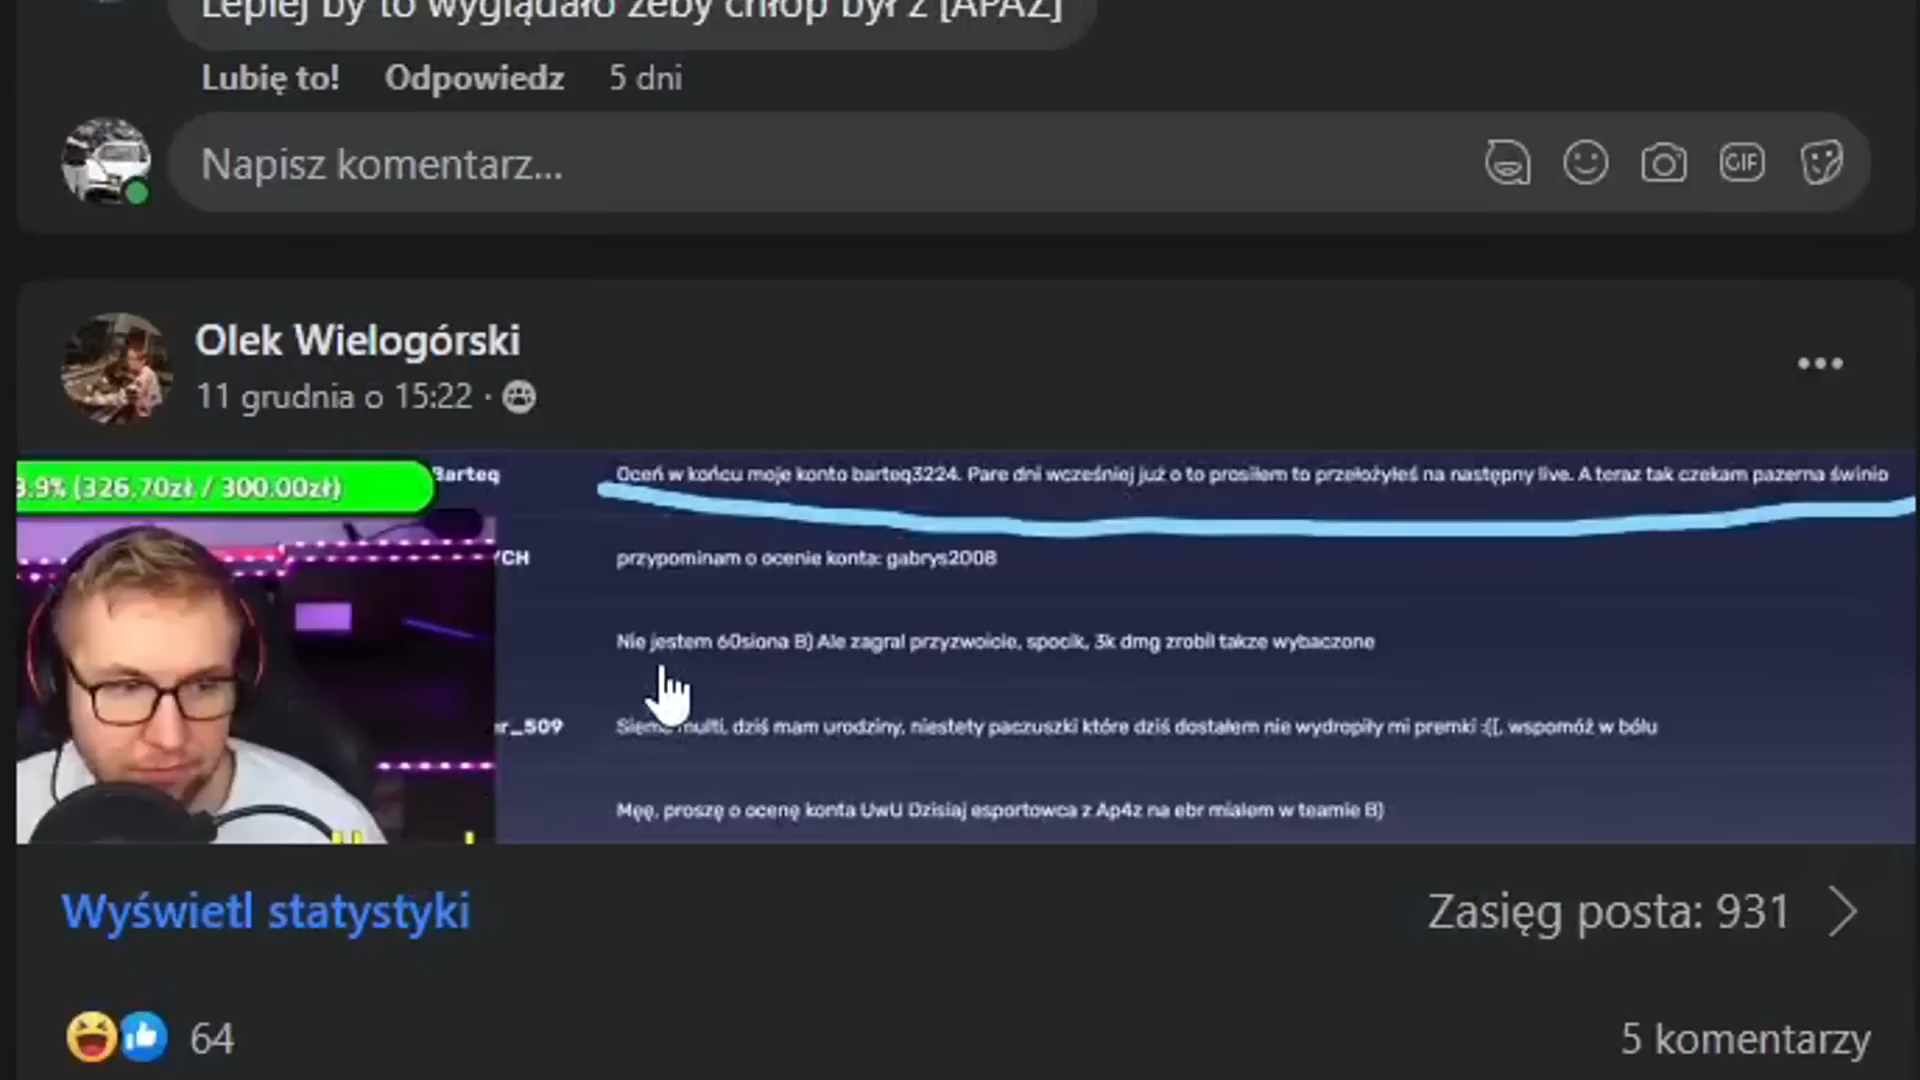 Lepiej by to wyglądało żeby chłop był z [APAZ]
Lubię to! Odpowiedz 5 dni
Napisz komentarz...
GIF
Olek Wielogórski
11 grudnia o 15:22 ·
3.9% (326.70zł / 300.00zł)
Barteq Oceń w końcu moje konto barteq3224. Pare dni wcześniej już o to prosiłem to przełożyłeś na następny live. A teraz tak czekam pazerna świnio
YCH przypominam o ocenie konta: gabrys2008
Nie jestem 60siona B) Ale zagral przyzwoicie, spocik, 3k dmg zrobil takze wybaczone
r_509 Siema multi, dziś mam urodziny, niestety paczuszki które dziś dostałem nie wydropiły mi premki :[[, wspomóż w bólu
Męę, proszę o ocenę konta UwU Dzisiaj esportowca z Ap4z na ebr mialem w teamie B)
Wyświetl statystyki
Zasięg posta: 931
64
5 komentarzy